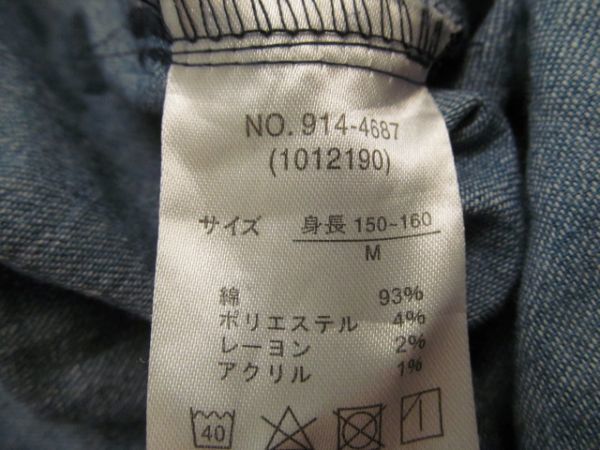 NO. 914-4687
(1012190)
サイズ 身長 150~160
M
綿 93%
ポリエステル 4%
レーヨン 2%
アクリル 1%
40